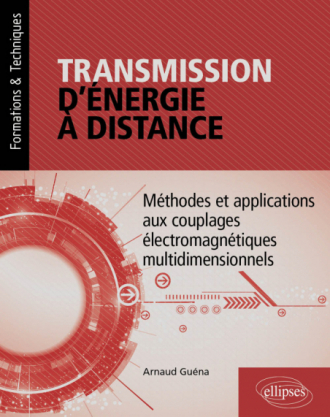 Formations & Techniques
TRANSMISSION
D'ÉNERGIE
À DISTANCE
Méthodes et applications
aux couplages
électromagnétiques
multidimensionnels
Arnaud Guéna
ellipses